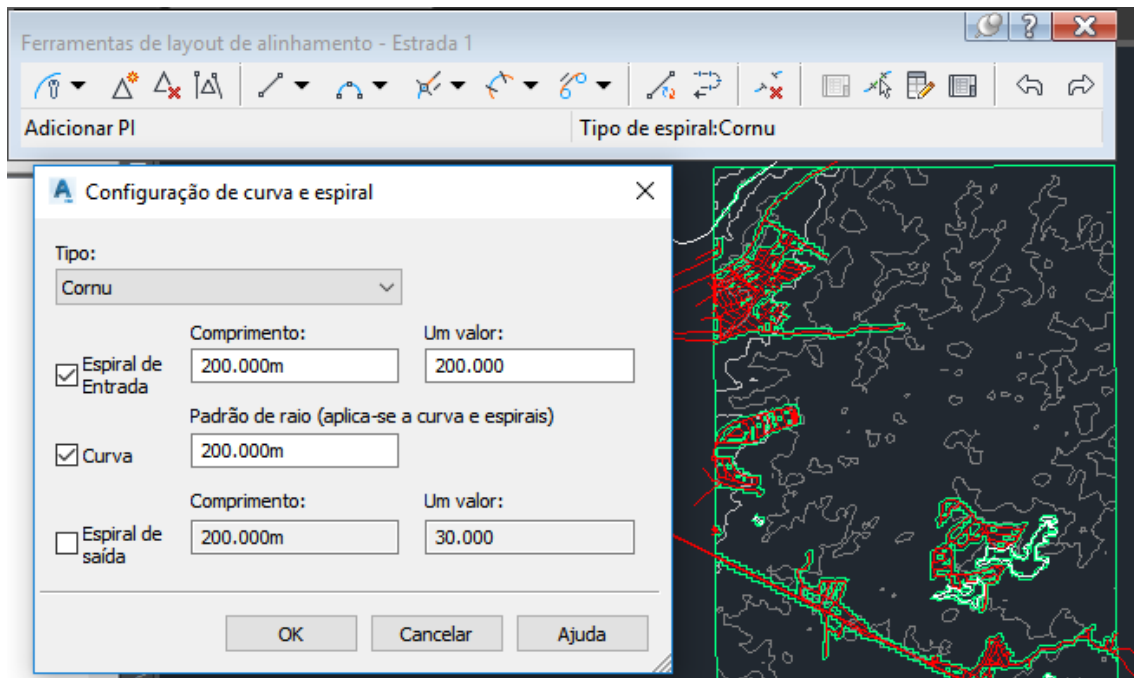 Ferramentas de layout de alinhamento - Estrada 1
Adicionar PI
Tipo de espiral:Cornu
Configuração de curva e espiral
Tipo:
Cornu
Comprimento:
Um valor:
Espiral de
Entrada
200.000m
200.000
Padrão de raio (aplica-se a curva e espirais)
Curva
200.000m
Comprimento:
Um valor:
Espiral de
saída
200.000m
30.000
OK
Cancelar
Ajuda